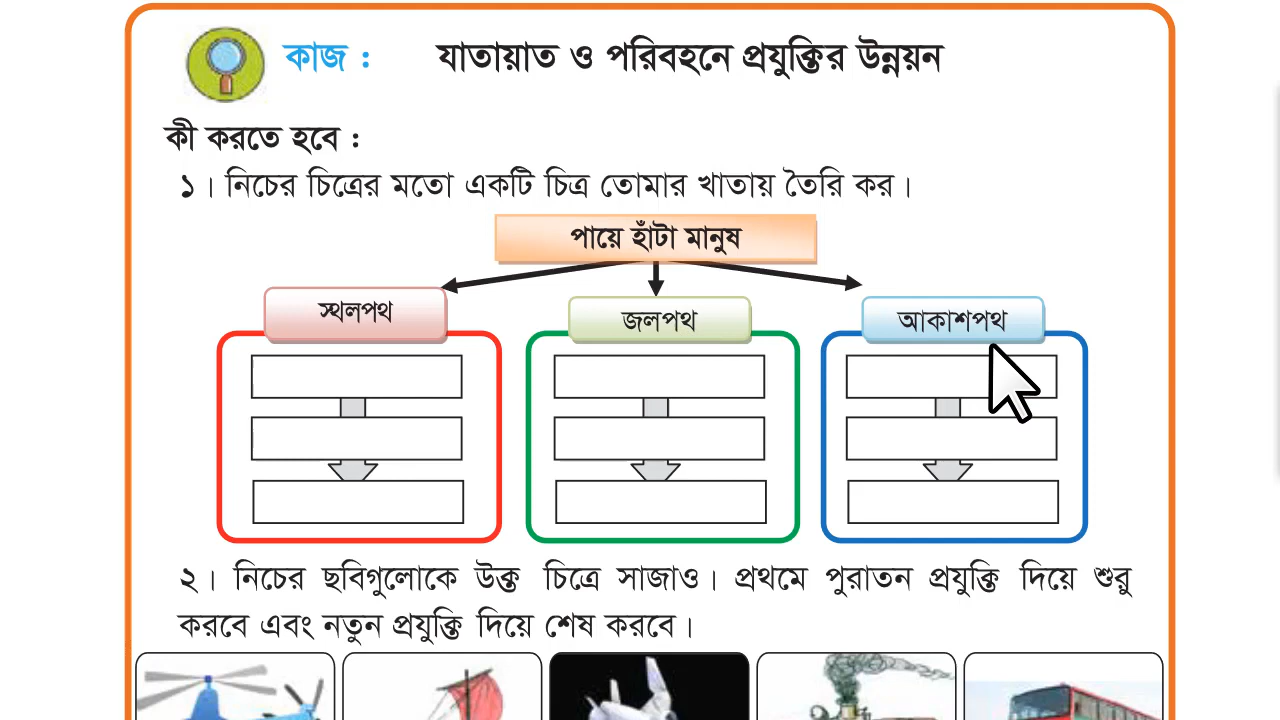 কাজ : যাতায়াত ও পরিবহনে প্রযুক্তির উন্নয়ন
কী করতে হবে :
১। নিচের চিত্রের মতো একটি চিত্র তোমার খাতায় তৈরি কর।
পায়ে হাঁটা মানুষ
স্থলপথ জলপথ আকাশপথ
২। নিচের ছবিগুলোকে উক্ত চিত্রে সাজাও। প্রথমে পুরাতন প্রযুক্তি দিয়ে শুরু
করবে এবং নতুন প্রযুক্তি দিয়ে শেষ করবে।